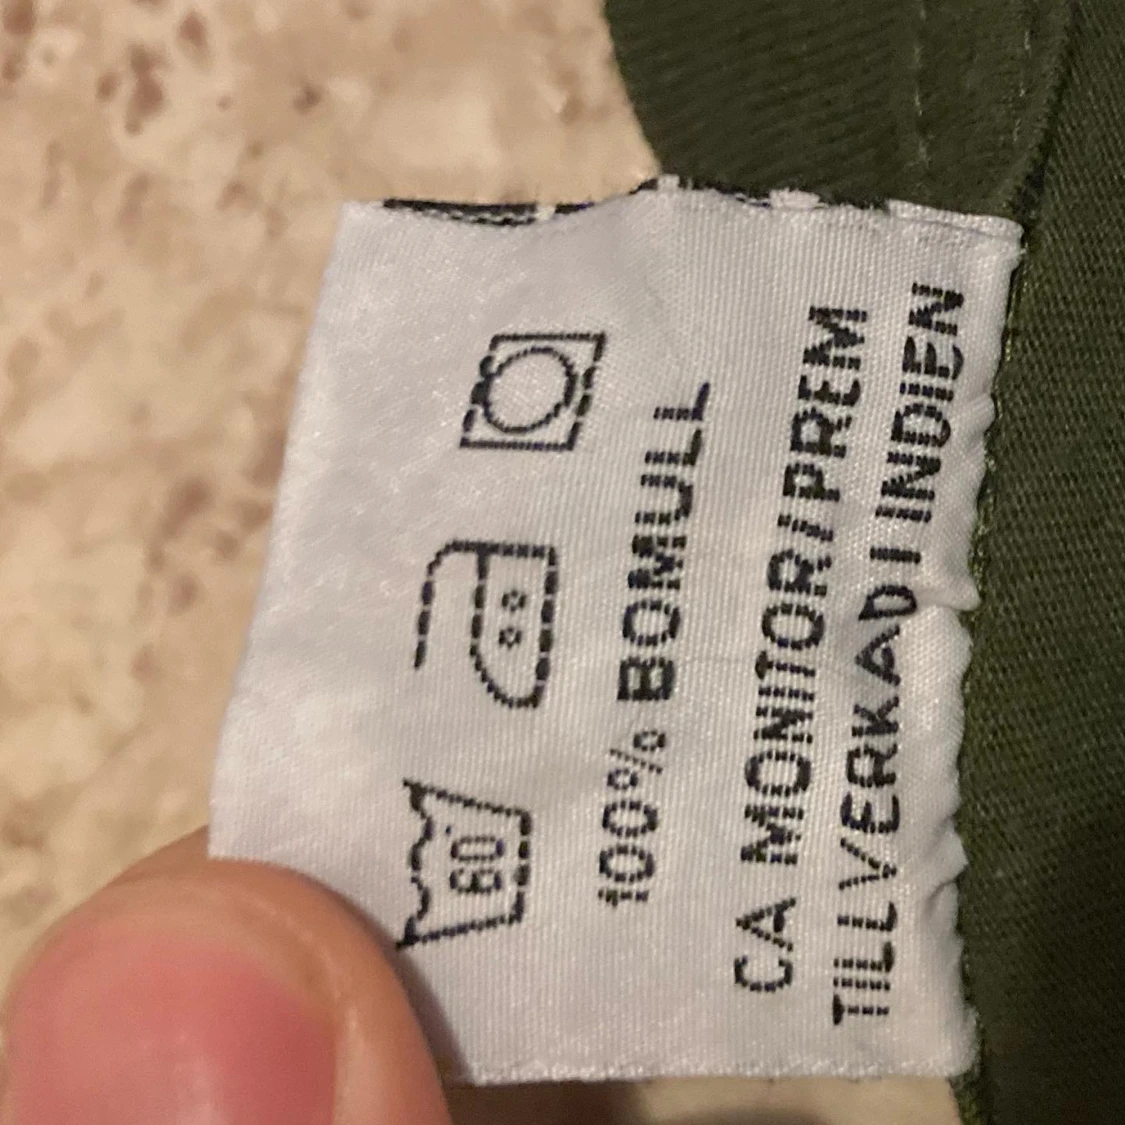 60°
100% BOMULL
CA MONITOR/PREM
TILLVERKAD I INDIEN